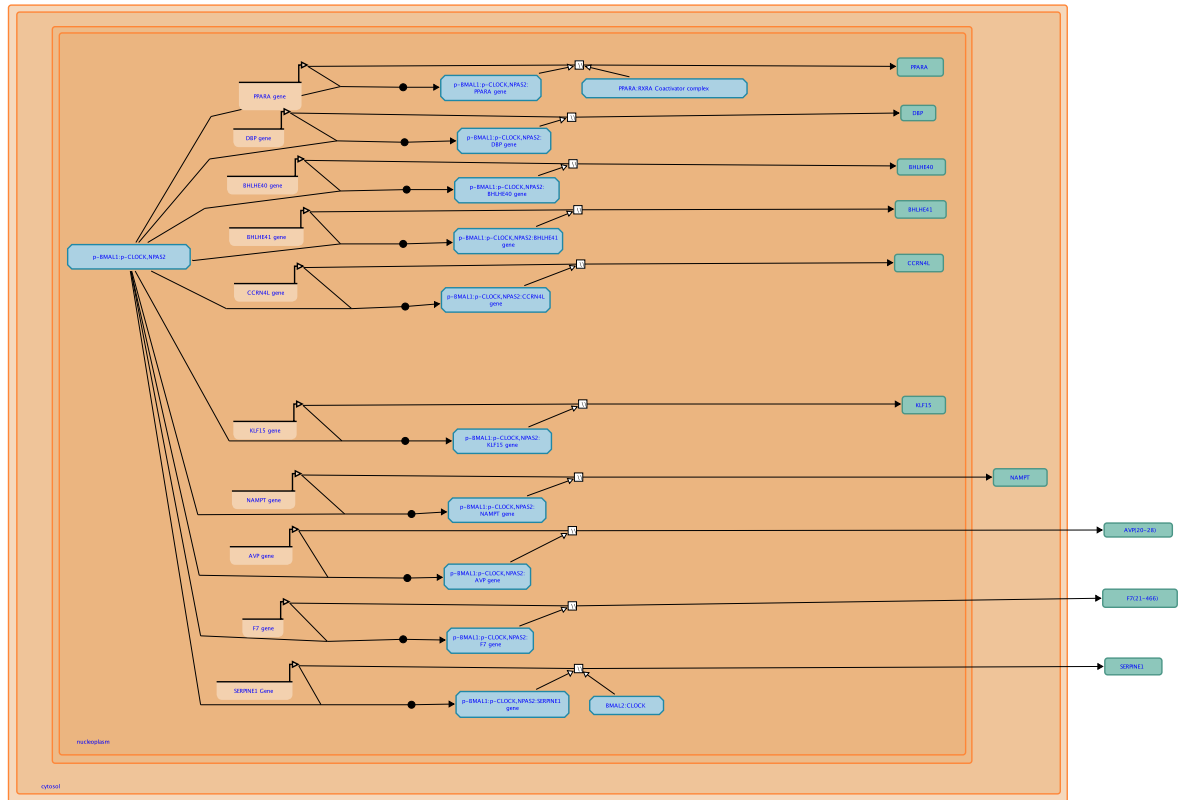 PPARA gene
p-BMAL1:p-CLOCK,NPAS2:
PPARA gene
PPARA:RXRA Coactivator complex
PPARA
DBP gene
p-BMAL1:p-CLOCK,NPAS2:
DBP gene
DBP
BHLHE40 gene
p-BMAL1:p-CLOCK,NPAS2:
BHLHE40 gene
BHLHE40
BHLHE41 gene
p-BMAL1:p-CLOCK,NPAS2:BHLHE41
gene
BHLHE41
p-BMAL1:p-CLOCK,NPAS2
CCRN4L gene
p-BMAL1:p-CLOCK,NPAS2:CCRN4L
gene
CCRN4L
KLF15 gene
p-BMAL1:p-CLOCK,NPAS2:
KLF15 gene
KLF15
NAMPT gene
p-BMAL1:p-CLOCK,NPAS2:
NAMPT gene
NAMPT
AVP gene
p-BMAL1:p-CLOCK,NPAS2:
AVP gene
AVP(20-28)
F7 gene
p-BMAL1:p-CLOCK,NPAS2:
F7 gene
F7(21-466)
SERPINE1 Gene
p-BMAL1:p-CLOCK,NPAS2:SERPINE1
gene
BMAL2:CLOCK
SERPINE1
nucleoplasm
cytosol